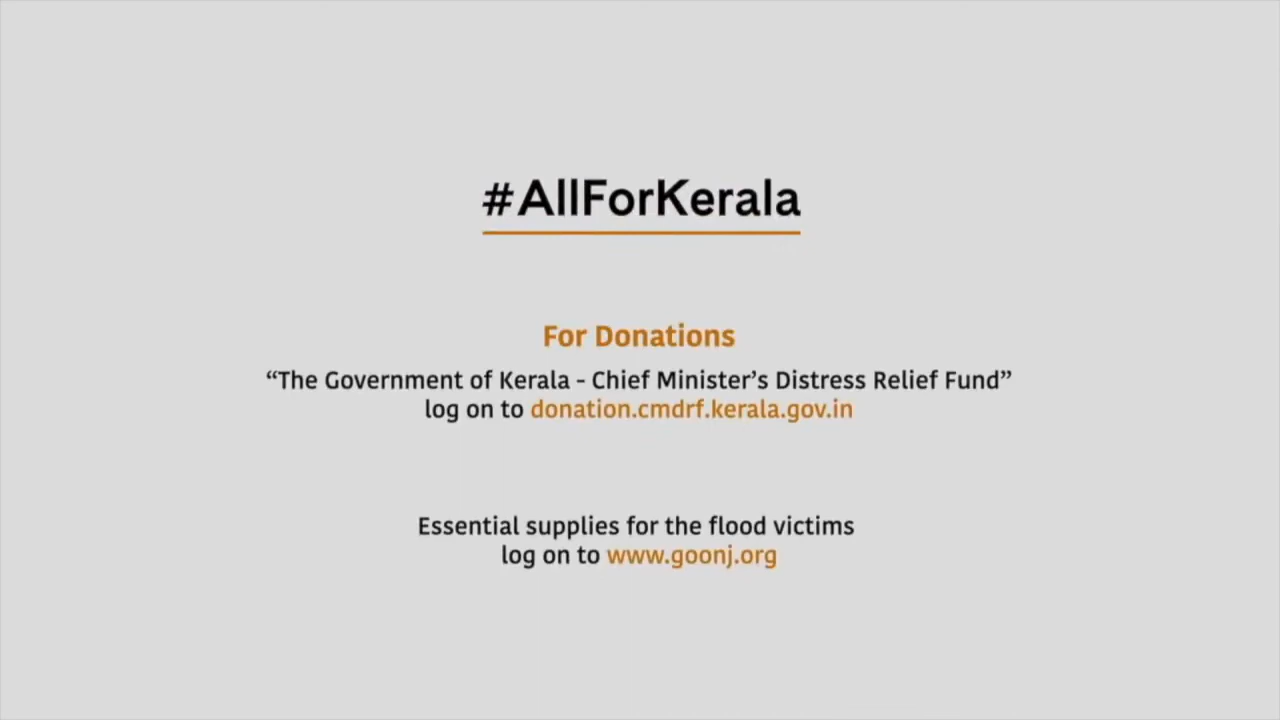 #AllForKerala
For Donations
“The Government of Kerala - Chief Minister’s Distress Relief Fund”
log on to donation.cmdrf.kerala.gov.in
Essential supplies for the flood victims
log on to www.goonj.org